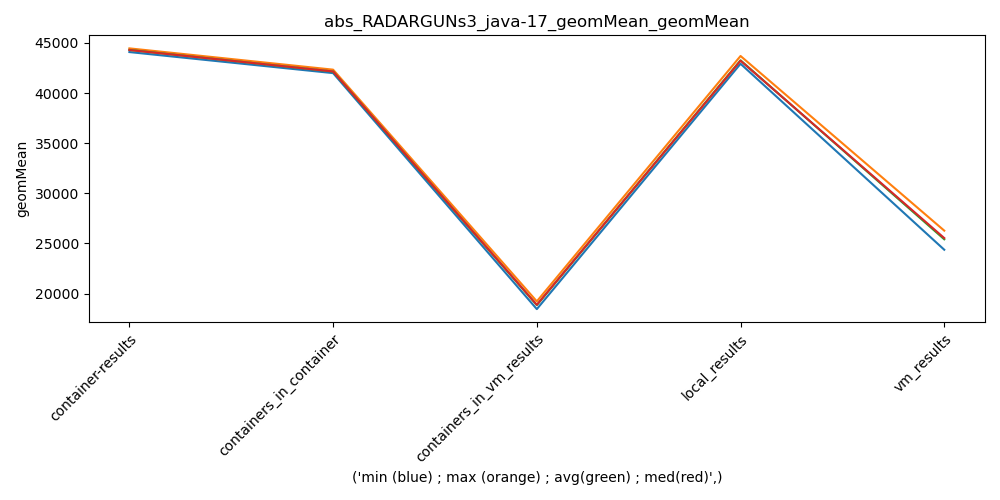 abs_RADARGUNs3_java-17_geomMean_geomMean
45000
40000
35000
30000
25000
20000
geomMean
container-results
containers_in_container
containers_in_vm_results
local_results
vm_results
('min (blue) ; max (orange) ; avg(green) ; med(red)',)